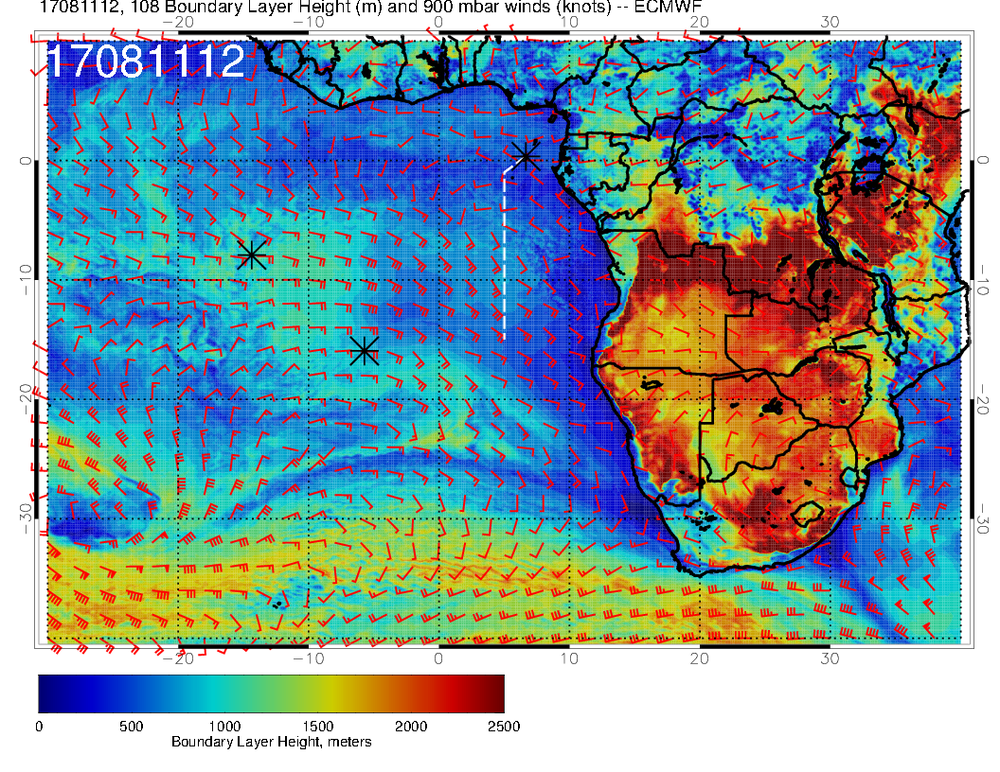 17081112, 108 Boundary Layer Height (m) and 900 mbar winds (knots) -- ECMWF
−20 −10 0 10 20 30
17081112
0 0
−10 −10
−20 −20
−30 −30
−20 −10 0 10 20 30
0 500 1000 1500 2000 2500
Boundary Layer Height, meters